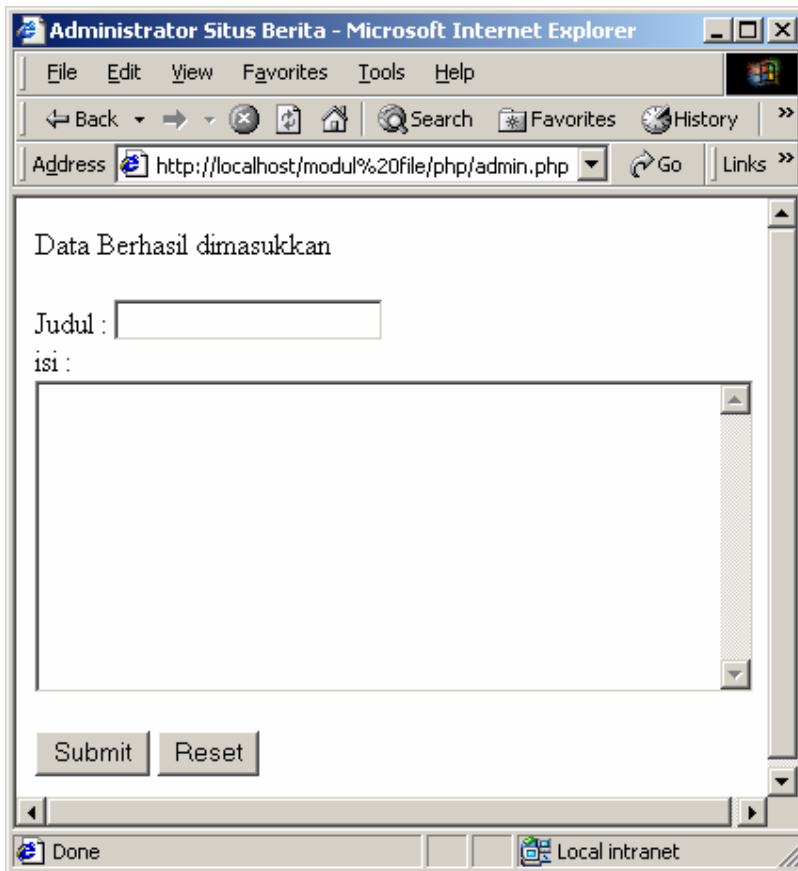 Administrator Situs Berita - Microsoft Internet Explorer
File Edit View Favorites Tools Help
Back Search Favorites History »
Address http://localhost/modul%20file/php/admin.php Go Links »
Data Berhasil dimasukkan
Judul :
isi :
Submit Reset
Done Local intranet